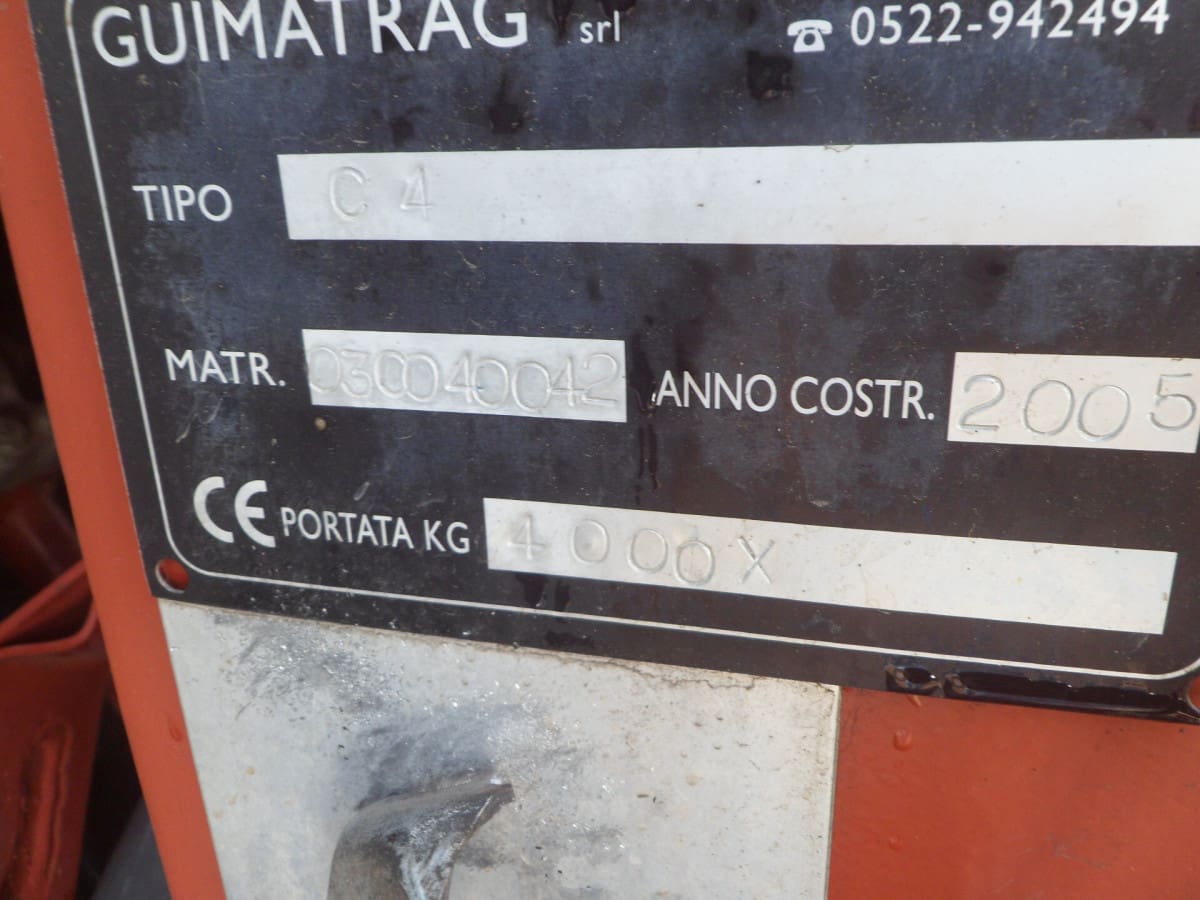 GUIMATRAG srl ☎ 0522-942494
TIPO C 4
MATR. 030040042 ANNO COSTR. 2005
CE PORTATA KG 4000X